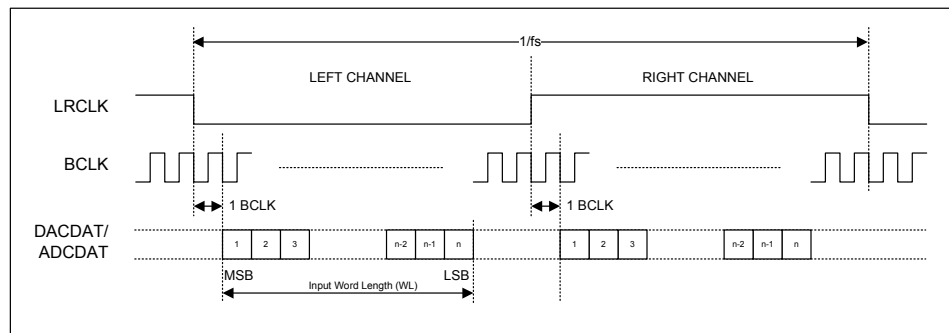 1/fs
LEFT CHANNEL RIGHT CHANNEL
LRCLK
BCLK
1 BCLK 1 BCLK
DACDAT/
ADCDAT
1 2 3 n-2 n-1 n 1 2 3 n-2 n-1 n
MSB LSB
Input Word Length (WL)